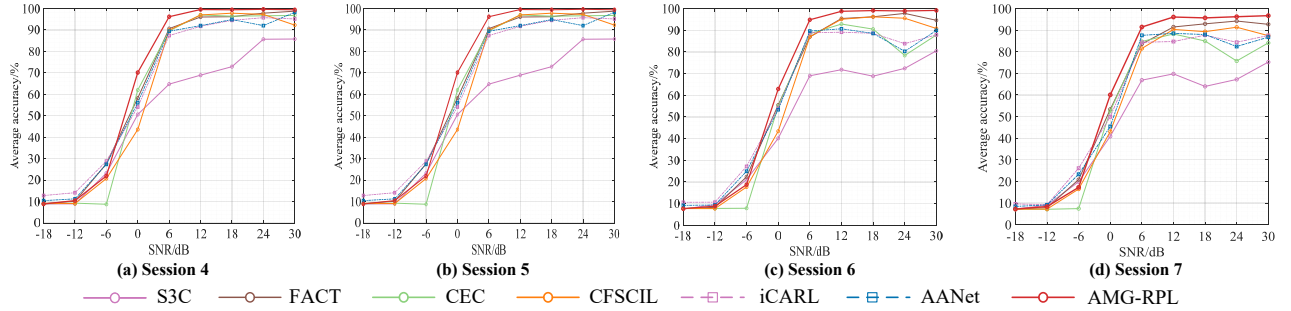 Average accuracy/%
100
90
80
70
60
50
40
30
20
10
0
-18 -12 -6 0 6 12 18 24 30
SNR/dB
(a) Session 4
Average accuracy/%
100
90
80
70
60
50
40
30
20
10
0
-18 -12 -6 0 6 12 18 24 30
SNR/dB
(b) Session 5
Average accuracy/%
100
90
80
70
60
50
40
30
20
10
0
-18 -12 -6 0 6 12 18 24 30
SNR/dB
(c) Session 6
Average accuracy/%
100
90
80
70
60
50
40
30
20
10
0
-18 -12 -6 0 6 12 18 24 30
SNR/dB
(d) Session 7
S3C FACT CEC CFSCIL iCARL AANet AMG-RPL